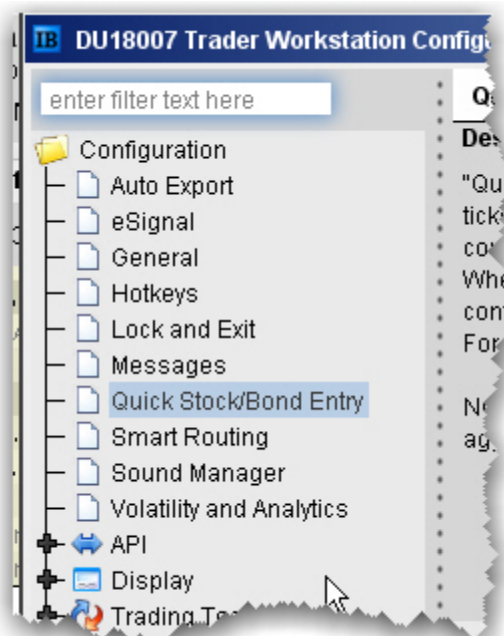 IB DU18007 Trader Workstation
enter filter text here
Configuration
Auto Export
eSignal
General
Hotkeys
Lock and Exit
Messages
Quick Stock/Bond Entry
Smart Routing
Sound Manager
Volatility and Analytics
API
Display
Trading